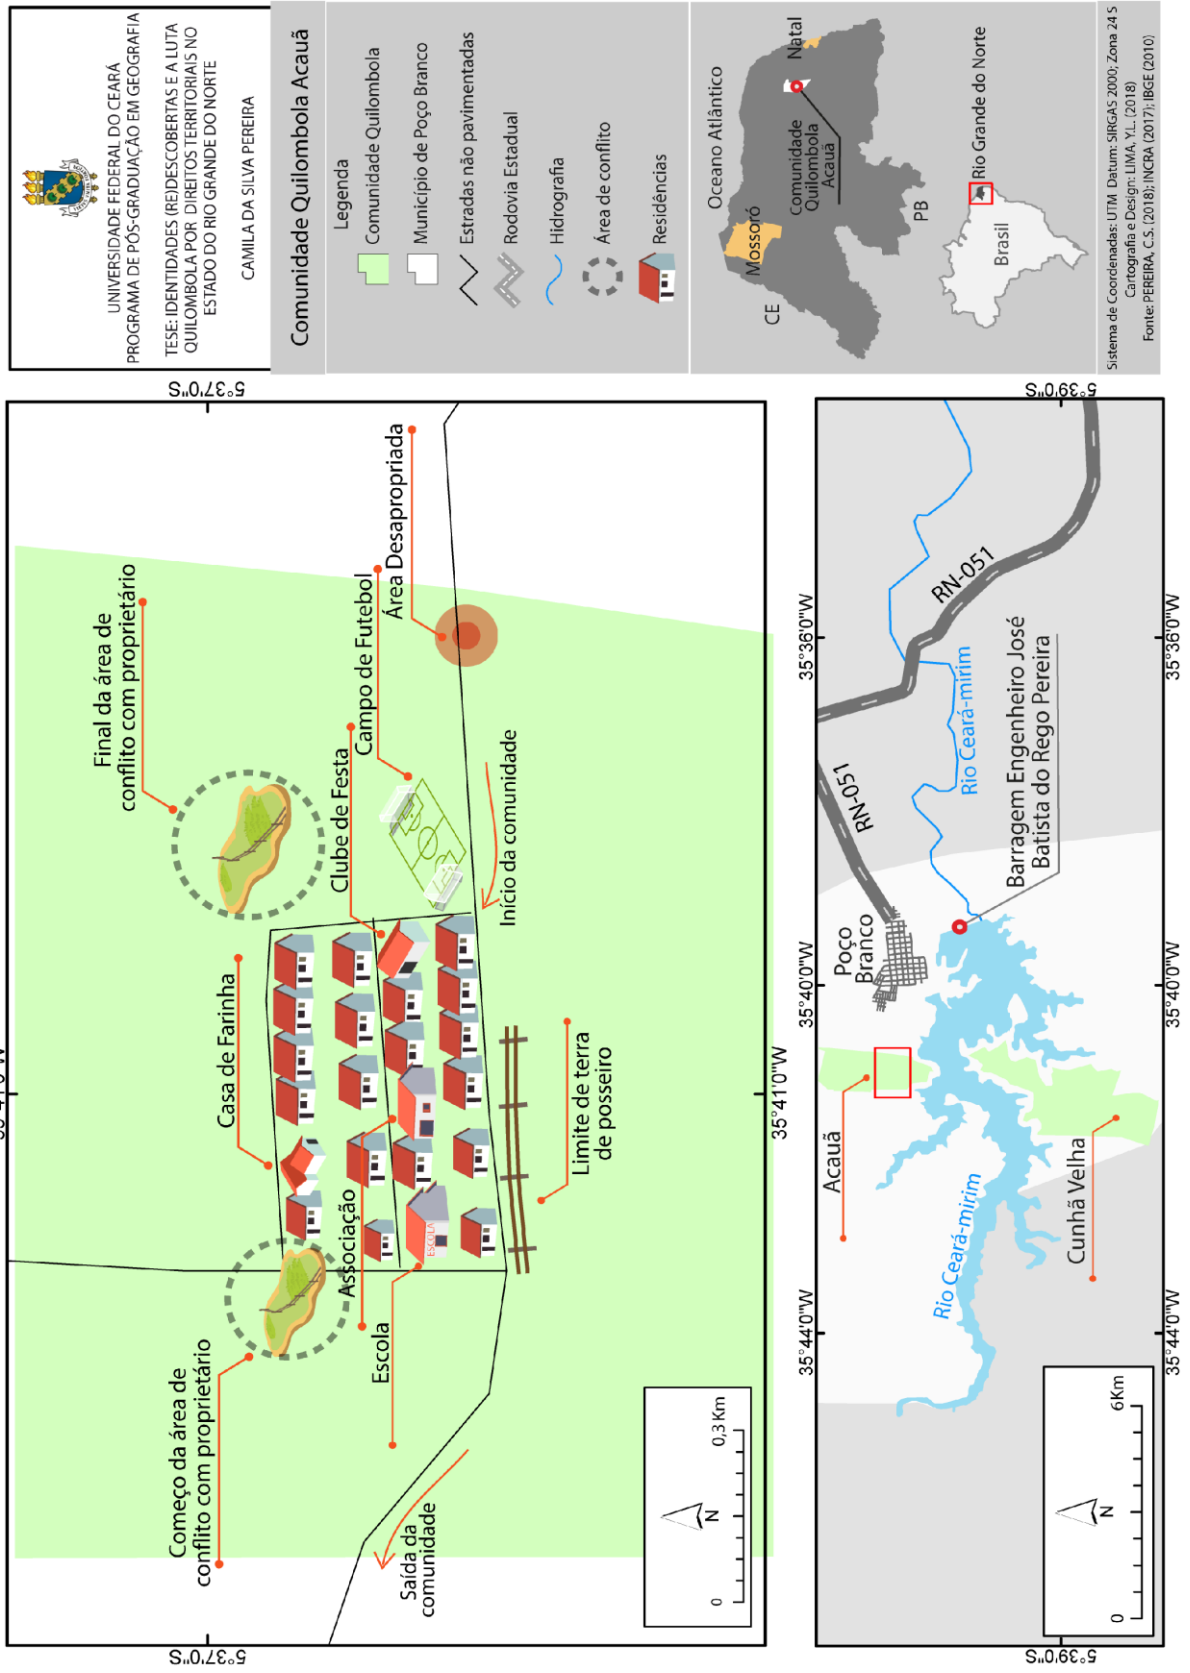 UNIVERSIDADE FEDERAL DO CEARÁ
PROGRAMA DE PÓS-GRADUAÇÃO EM GEOGRAFIA
TESE: IDENTIDADES (RE)DESCOBERTAS E A LUTA
QUILOMBOLA POR DIREITOS TERRITORIAIS NO
ESTADO DO RIO GRANDE DO NORTE
CAMILA DA SILVA PEREIRA
Comunidade Quilombola Acauã
Legenda
Comunidade Quilombola
Município de Poço Branco
Estradas não pavimentadas
Rodovia Estadual
Hidrografia
Área de conflito
Residências
Oceano Atlântico
Natal
Mossoró
Comunidade
Quilombola
Acauã
CE
PB
Rio Grande do Norte
Brasil
Sistema de Coordenadas: UTM Datum: SIRGAS 2000; Zona 24 S
Cartografia e Design: LIMA, Y.L. (2018)
Fonte: PEREIRA, C.S. (2018); INCRA (2017); IBGE (2010)
5°37'0"S
5°37'0"S
35°41'0"W
Começo da área de
conflito com proprietário
Final da área de
conflito com proprietário
Casa de Farinha
Clube de Festa
Campo de Futebol
Área Desapropriada
Associação
Escola
ESCOLA
Início da comunidade
Saída da
comunidade
Limite de terra
de posseiro
N
0
0,3 Km
35°44'0"W
35°40'0"W
35°36'0"W
Acauã
Poço
Branco
RN-051
RN-051
Rio Ceará-mirim
Rio Ceará-mirim
Barragem Engenheiro José
Batista do Rego Pereira
Cunhã Velha
N
0
6Km
5°39'0"S
5°39'0"S
35°44'0"W
35°40'0"W
35°36'0"W